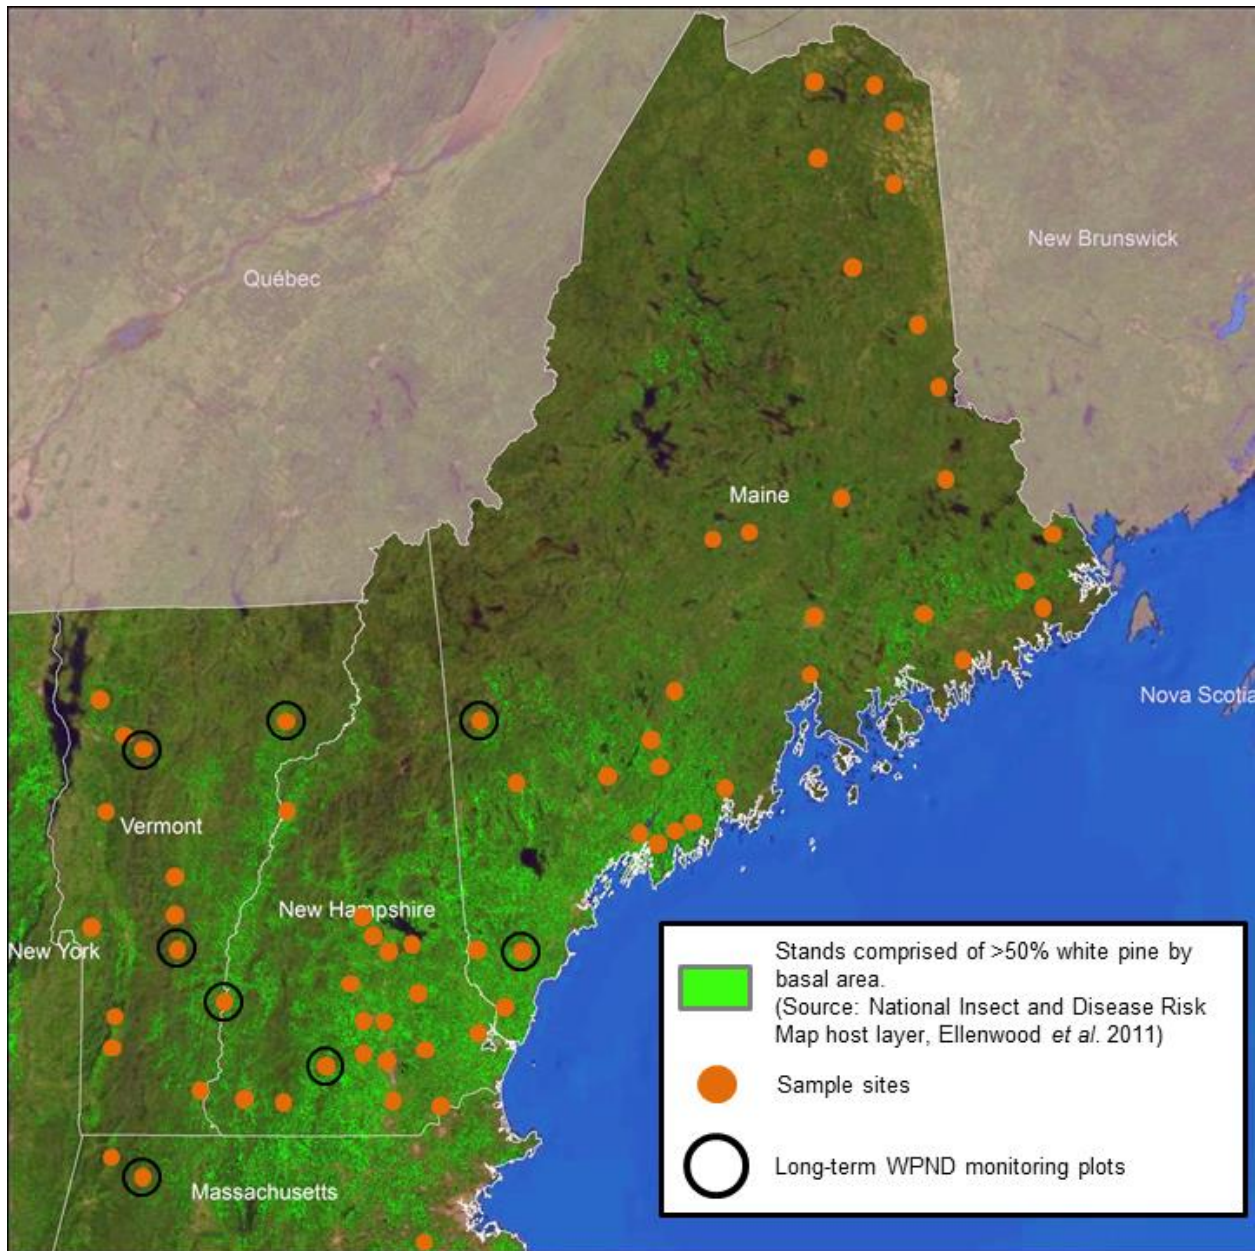 New Brunswick
Québec
Maine
Nova Scotia
Vermont
New Hampshire
New York
Massachusetts
Stands comprised of >50% white pine by
basal area.
(Source: National Insect and Disease Risk
Map host layer, Ellenwood et al. 2011)
Sample sites
Long-term WPND monitoring plots